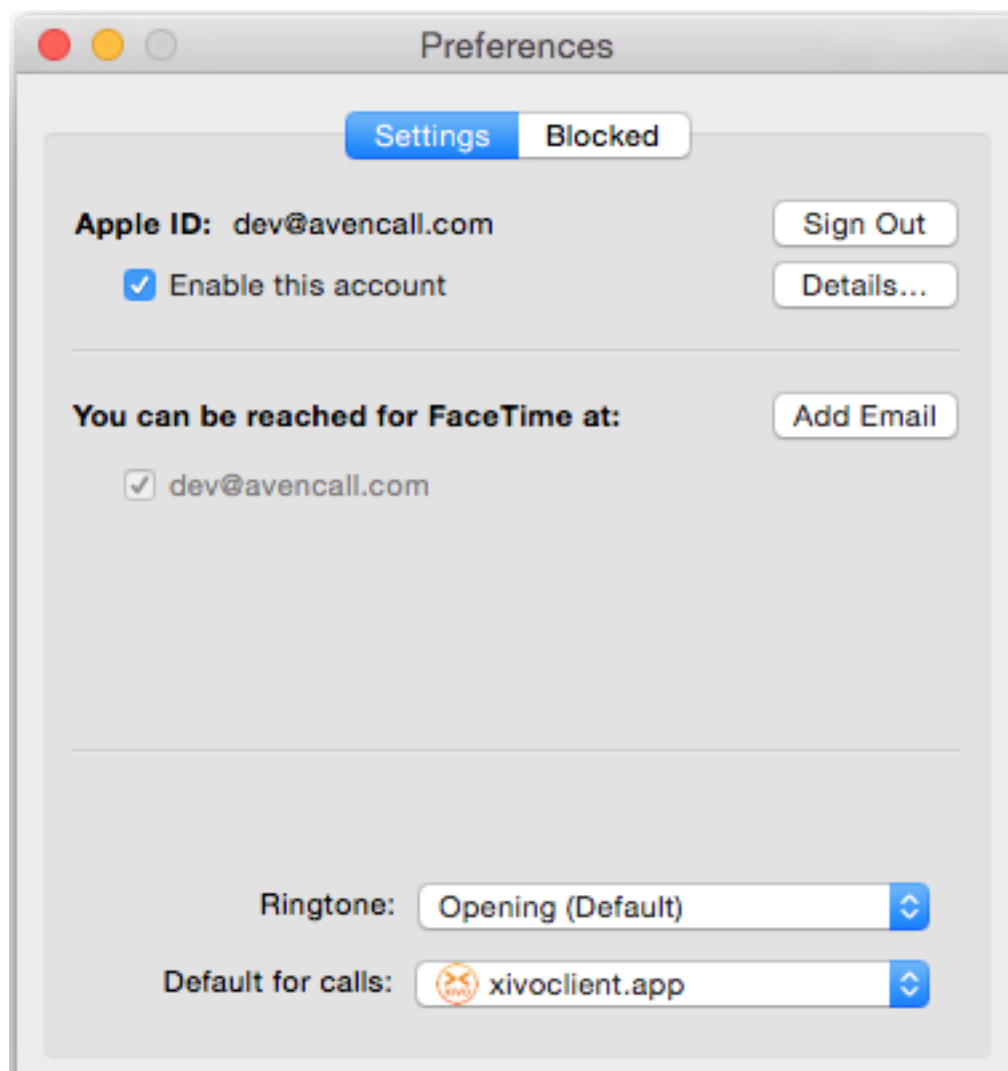 Preferences
Settings Blocked
Apple ID: dev@avencall.com Sign Out
Enable this account Details...
You can be reached for FaceTime at: Add Email
dev@avencall.com
Ringtone: Opening (Default)
Default for calls: XIVO xivoclient.app